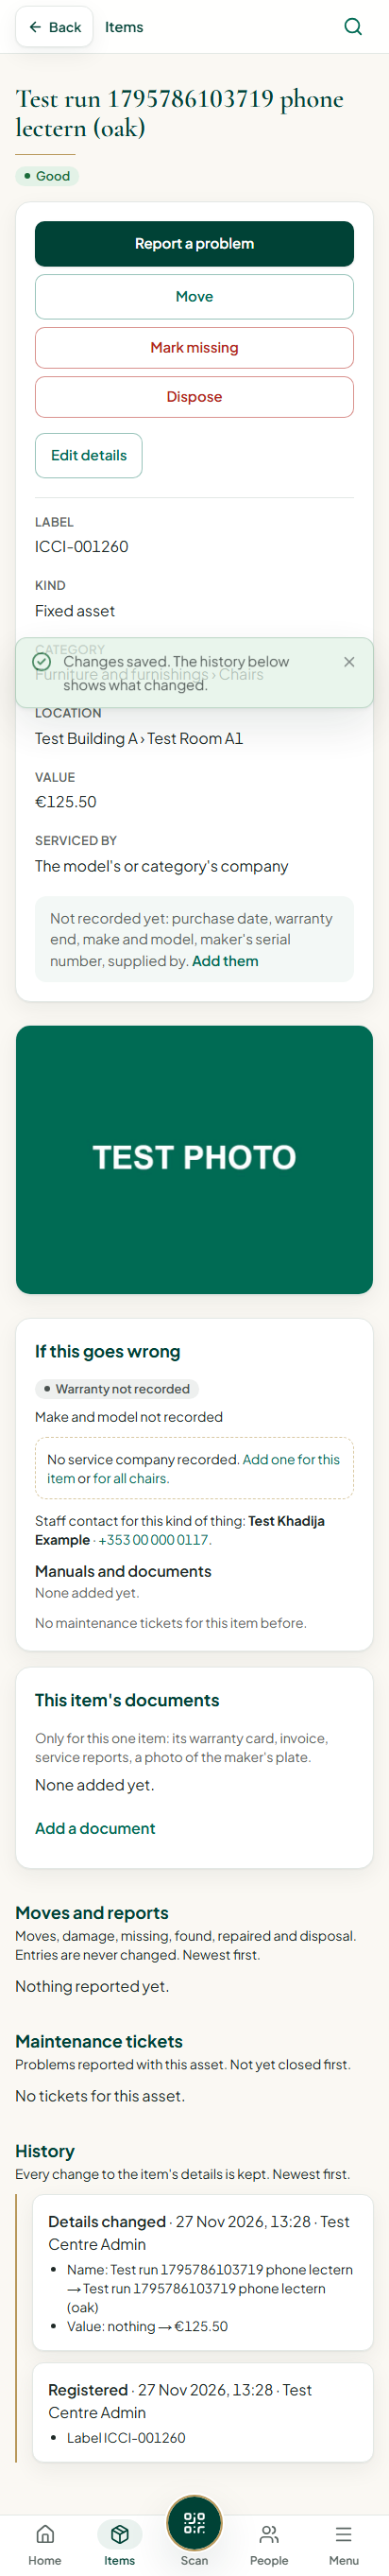 Back Items
Test run 1795786103719 phone
lectern (oak)
Good
Report a problem
Move
Mark missing
Dispose
Edit details
LABEL
ICCI-001260
KIND
Fixed asset
CATEGORY
Furniture and furnishings › Chairs
Changes saved. The history below
shows what changed.
LOCATION
Test Building A › Test Room A1
VALUE
€125.50
SERVICED BY
The model's or category's company
Not recorded yet: purchase date, warranty
end, make and model, maker's serial
number, supplied by. Add them
TEST PHOTO
If this goes wrong
Warranty not recorded
Make and model not recorded
No service company recorded. Add one for this
item or for all chairs.
Staff contact for this kind of thing: Test Khadija
Example · +353 00 000 0117.
Manuals and documents
None added yet.
No maintenance tickets for this item before.
This item's documents
Only for this one item: its warranty card, invoice,
service reports, a photo of the maker's plate.
None added yet.
Add a document
Moves and reports
Moves, damage, missing, found, repaired and disposal.
Entries are never changed. Newest first.
Nothing reported yet.
Maintenance tickets
Problems reported with this asset. Not yet closed first.
No tickets for this asset.
History
Every change to the item's details is kept. Newest first.
Details changed · 27 Nov 2026, 13:28 · Test
Centre Admin
Name: Test run 1795786103719 phone lectern
→ Test run 1795786103719 phone lectern
(oak)
Value: nothing → €125.50
Registered · 27 Nov 2026, 13:28 · Test
Centre Admin
Label ICCI-001260
Home Items Scan People Menu